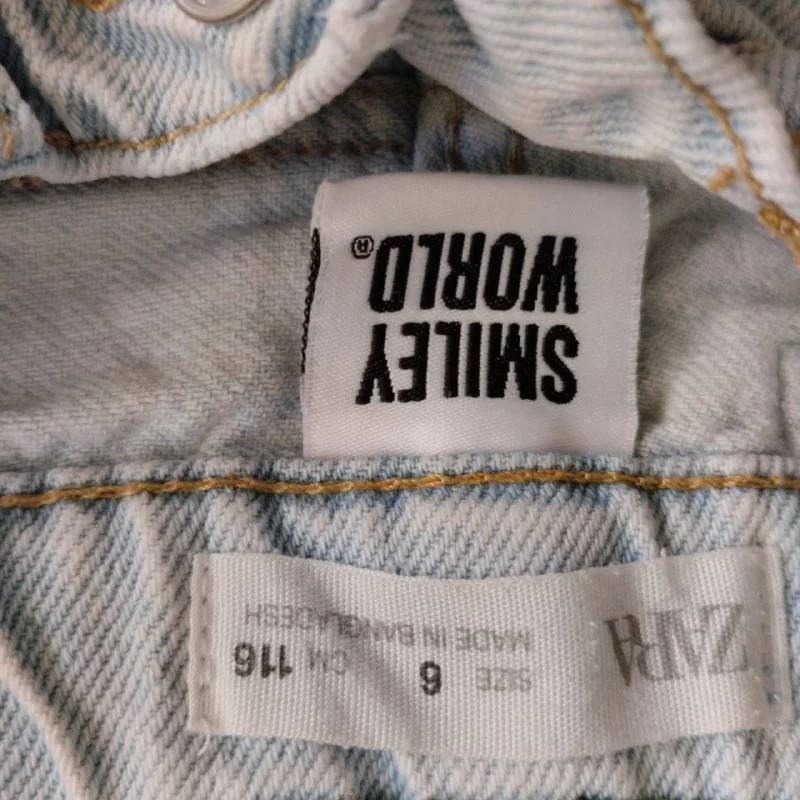 ZARA
SIZE 6 CM 116
MADE IN BANGLADESH
SMILEY
WORLD®